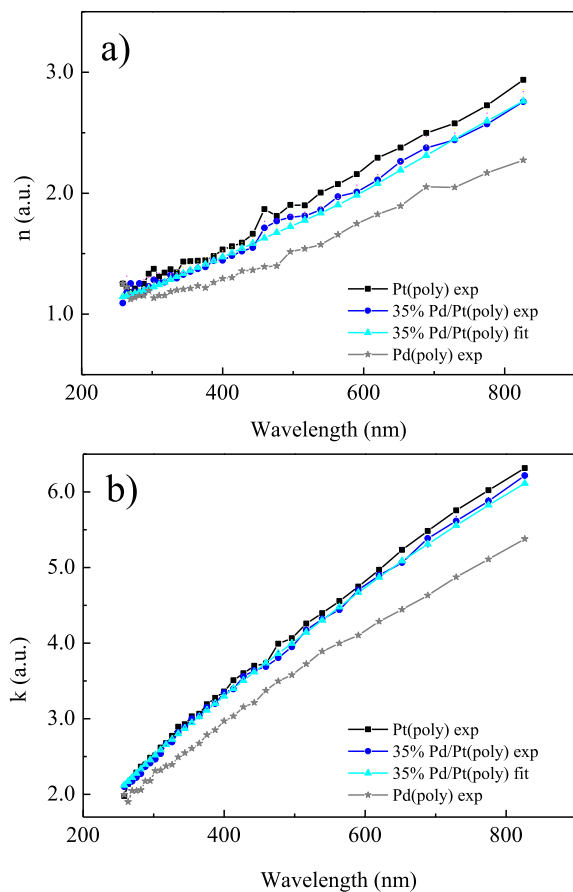 a)
3.0
2.0
1.0
n (a.u.)
Pt(poly) exp
35% Pd/Pt(poly) exp
35% Pd/Pt(poly) fit
Pd(poly) exp
200 400 600 800
Wavelength (nm)
b)
6.0
5.0
4.0
3.0
2.0
k (a.u.)
Pt(poly) exp
35% Pd/Pt(poly) exp
35% Pd/Pt(poly) fit
Pd(poly) exp
200 400 600 800
Wavelength (nm)